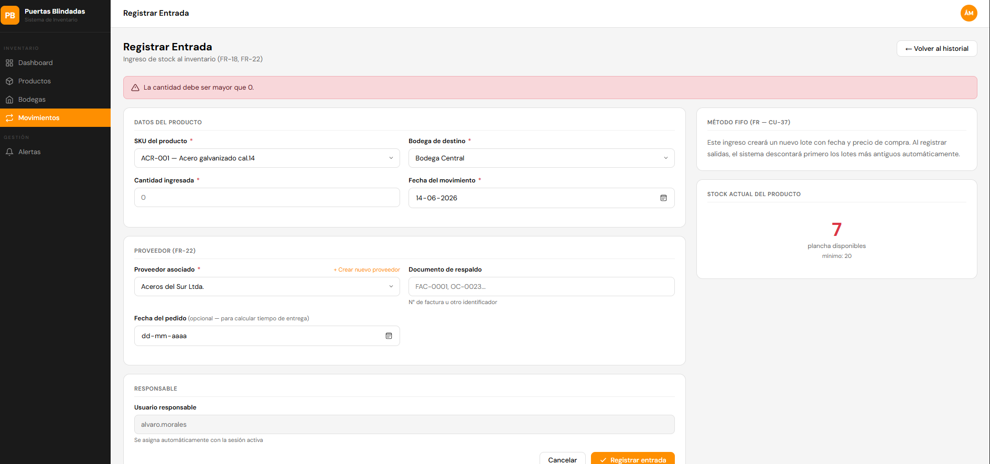 PB
Puertas Blindadas
Sistema de Inventario
Registrar Entrada
ÁM
INVENTARIO
Dashboard
Productos
Bodegas
Movimientos
GESTIÓN
Alertas
Registrar Entrada
Ingreso de stock al inventario (FR-18, FR-22)
← Volver al historial
La cantidad debe ser mayor que 0.
DATOS DEL PRODUCTO
SKU del producto *
ACR-001 — Acero galvanizado cal.14
Bodega de destino *
Bodega Central
Cantidad ingresada *
0
Fecha del movimiento *
14-06-2026
PROVEEDOR (FR-22)
Proveedor asociado *
+ Crear nuevo proveedor
Aceros del Sur Ltda.
Documento de respaldo
FAC-0001, OC-0023...
N° de factura u otro identificador
Fecha del pedido (opcional — para calcular tiempo de entrega)
dd-mm-aaaa
RESPONSABLE
Usuario responsable
alvaro.morales
Se asigna automáticamente con la sesión activa
Cancelar
Registrar entrada
MÉTODO FIFO (FR — CU-37)
Este ingreso creará un nuevo lote con fecha y precio de compra. Al registrar
salidas, el sistema descontará primero los lotes más antiguos automáticamente.
STOCK ACTUAL DEL PRODUCTO
7
plancha disponibles
mínimo: 20